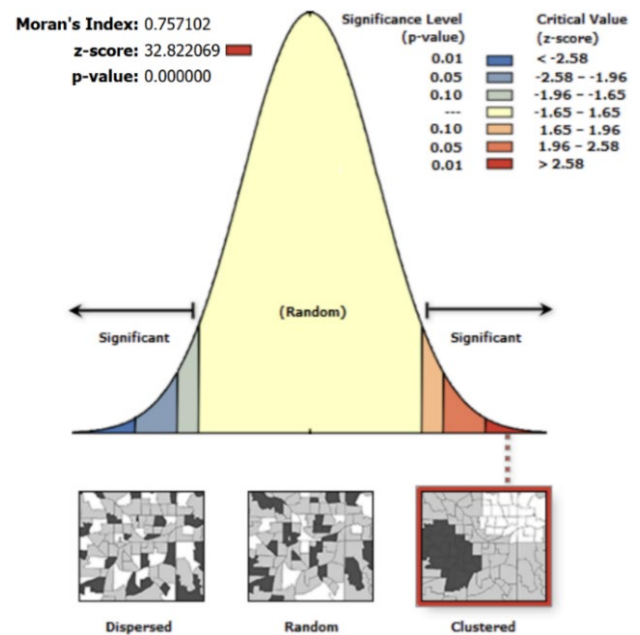 Moran's Index: 0.757102
z-score: 32.822069
p-value: 0.000000
Significance Level
(p-value)
Critical Value
(z-score)
0.01 < -2.58
0.05 -2.58 – -1.96
0.10 -1.96 – -1.65
--- -1.65 – 1.65
0.10 1.65 – 1.96
0.05 1.96 – 2.58
0.01 > 2.58
(Random)
Significant
Significant
Dispersed
Random
Clustered